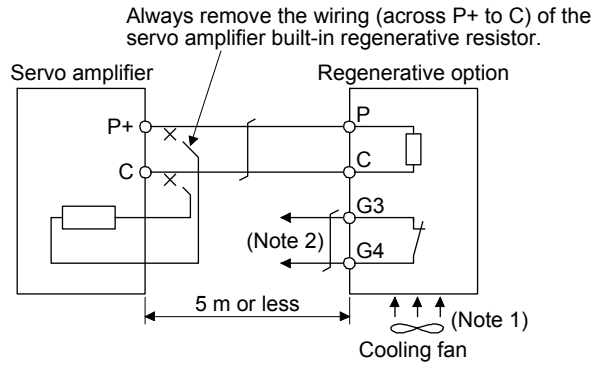 Always remove the wiring (across P+ to C) of the
servo amplifier built-in regenerative resistor.
Servo amplifier
Regenerative option
P+
P
C
C
G3
(Note 2)
G4
5 m or less
(Note 1)
Cooling fan